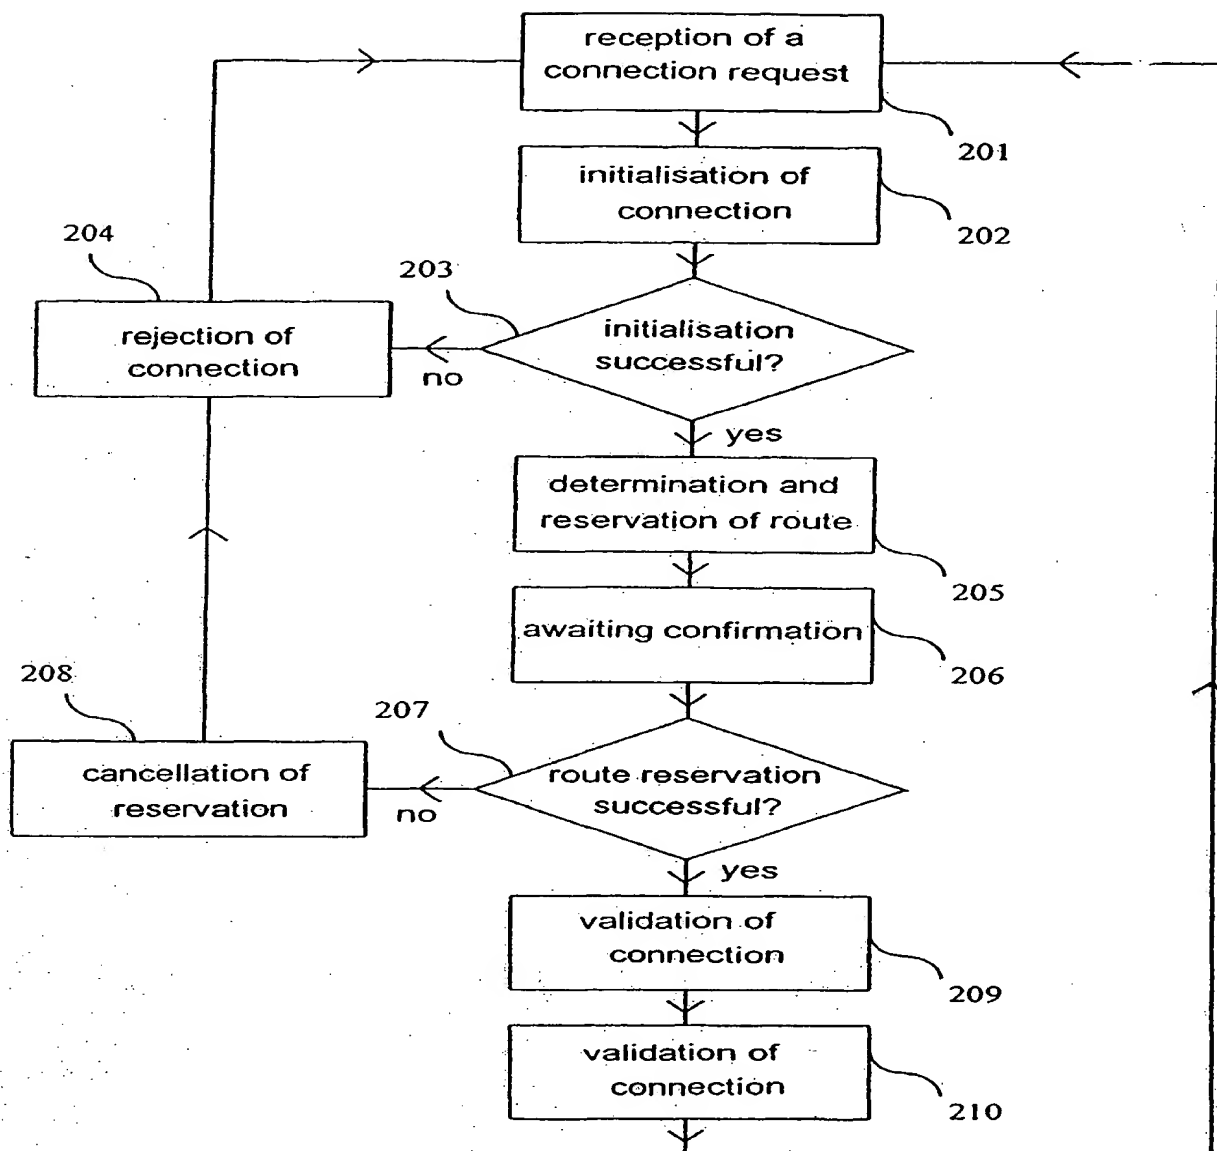 reception of a
connection request
201
initialisation of
connection
202
204
203
rejection of
connection
initialisation
successful?
no
yes
determination and
reservation of route
205
awaiting confirmation
206
208
207
cancellation of
reservation
route reservation
successful?
no
yes
validation of
connection
209
validation of
connection
210